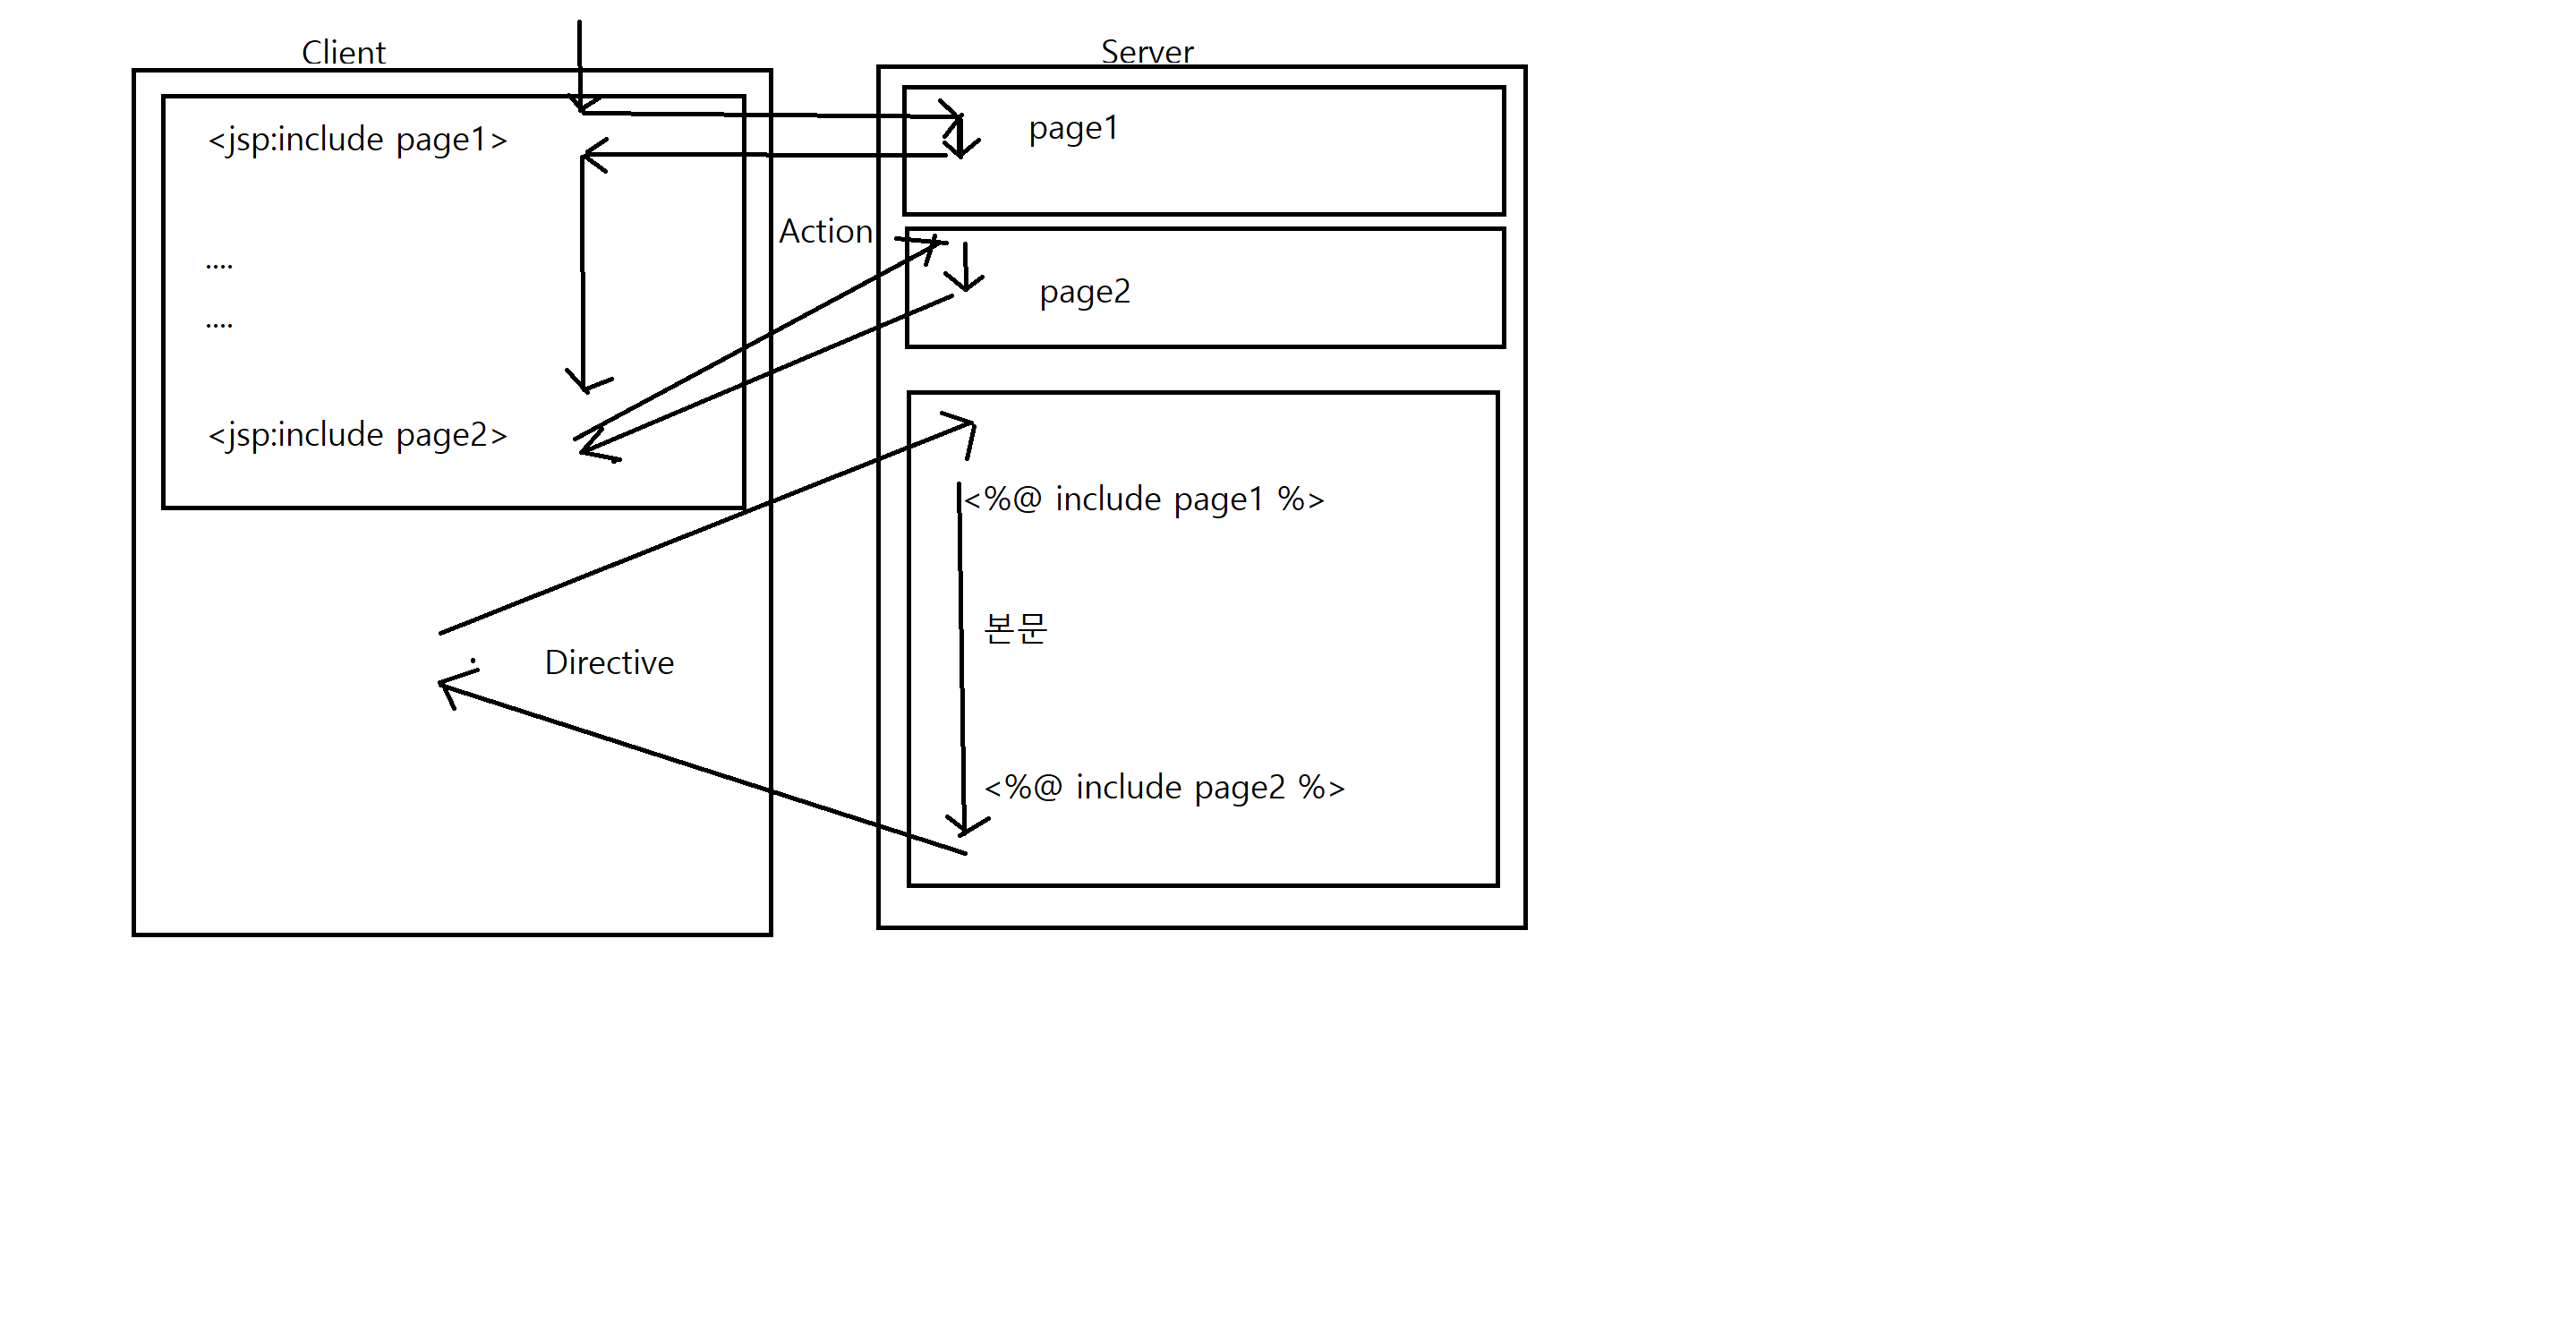 Client
<jsp:include page1>
....
....
<jsp:include page2>
Action
Directive
Server
page1
page2
<%@ include page1 %>
본문
<%@ include page2 %>